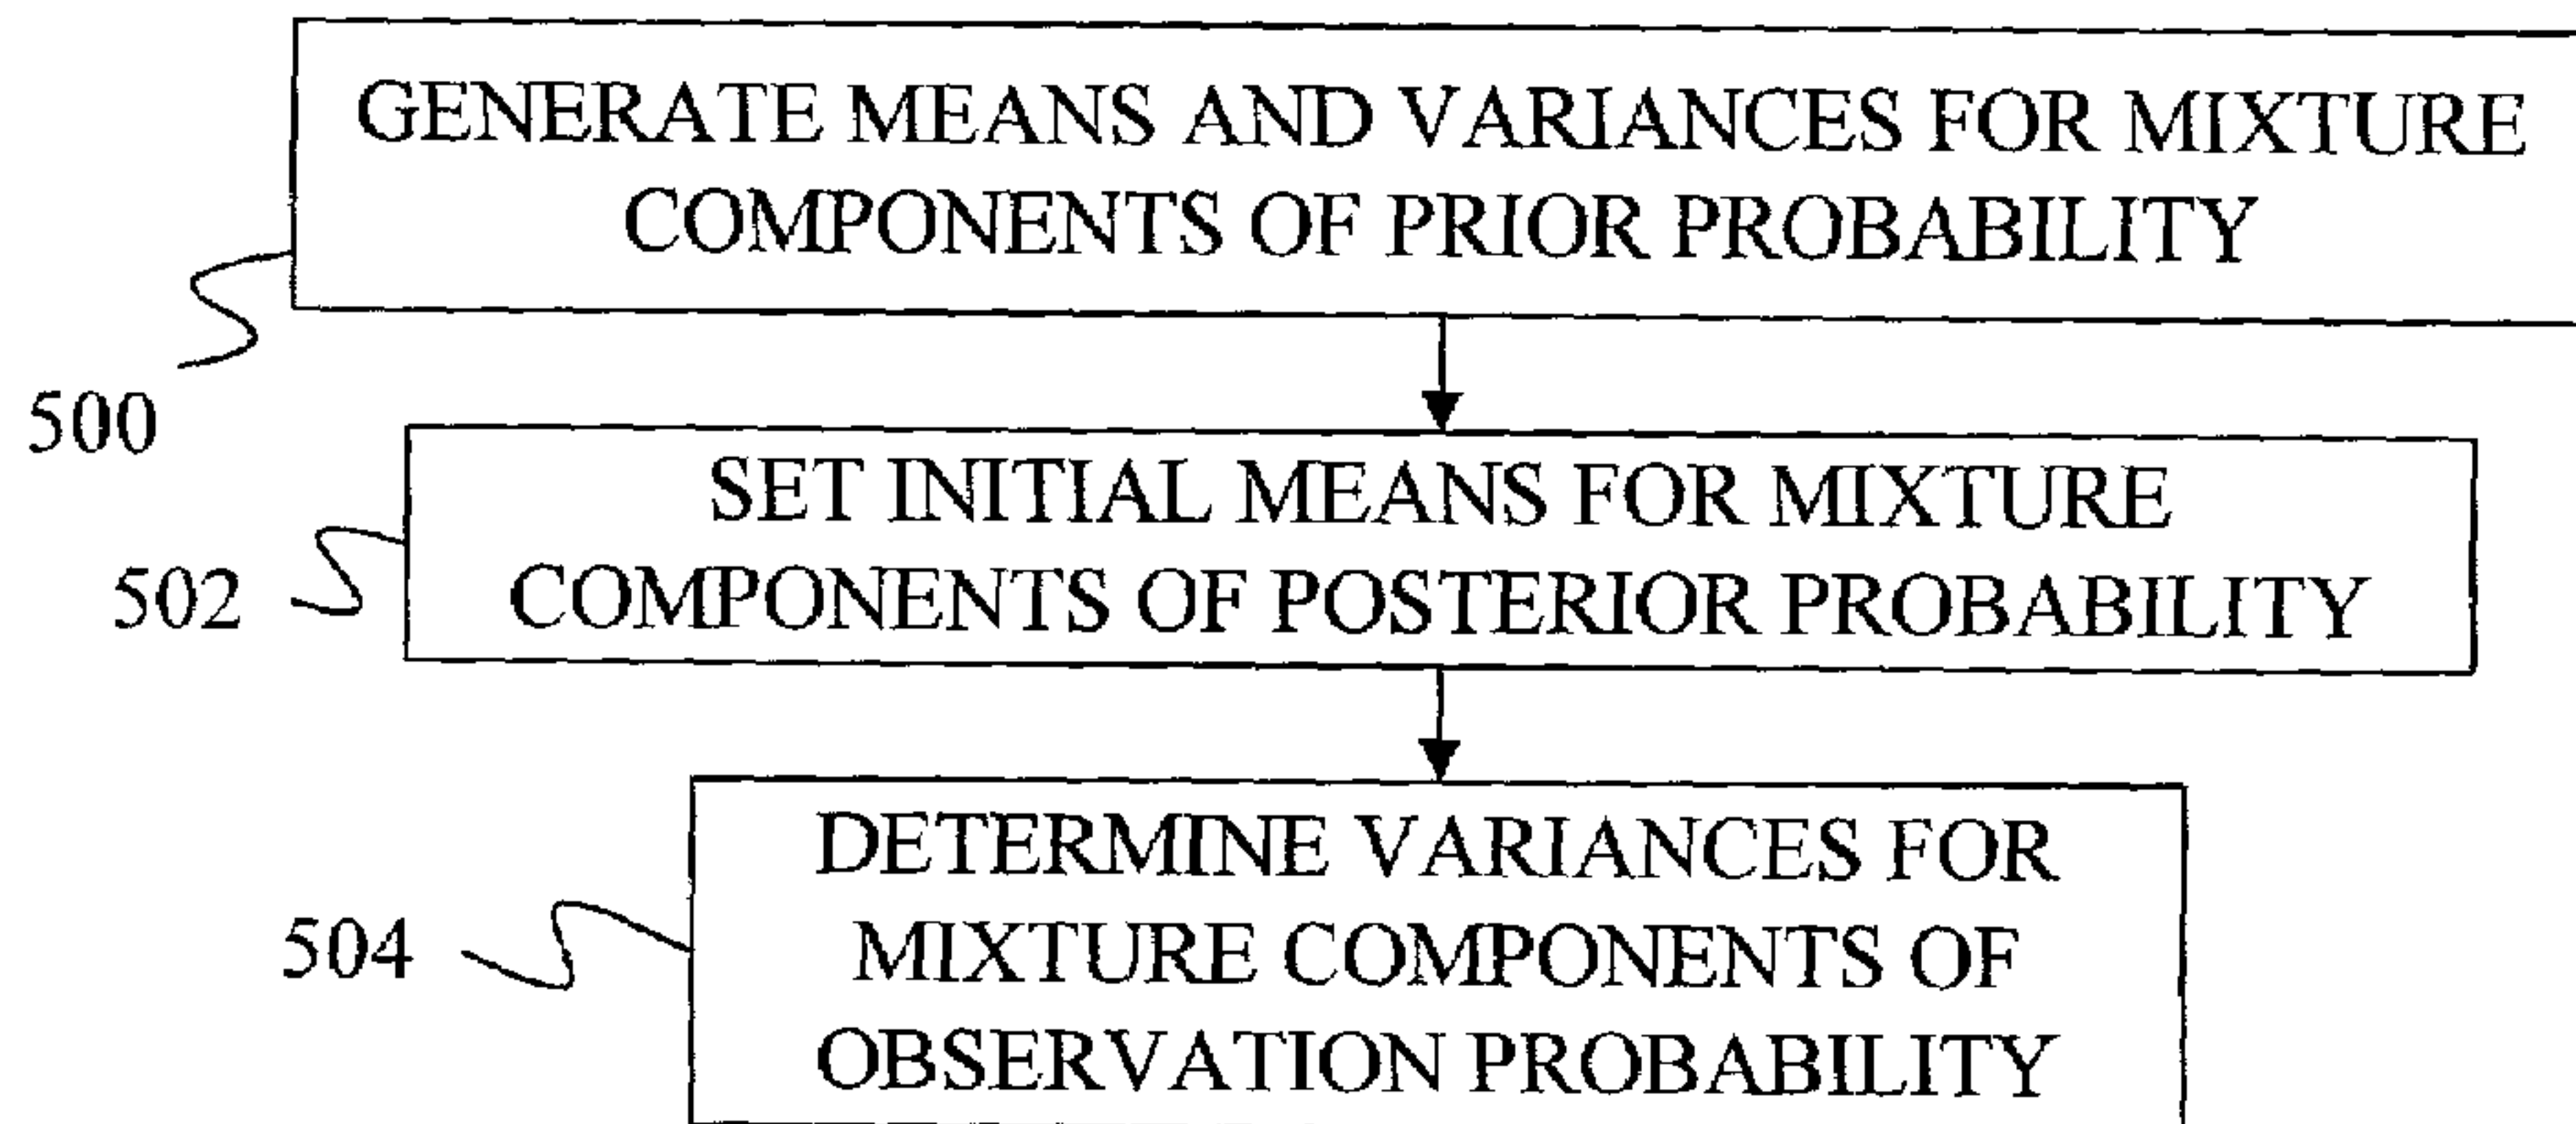 GENERATE MEANS AND VARIANCES FOR MIXTURE
COMPONENTS OF PRIOR PROBABILITY
500
SET INITIAL MEANS FOR MIXTURE
COMPONENTS OF POSTERIOR PROBABILITY
502
DETERMINE VARIANCES FOR
MIXTURE COMPONENTS OF
OBSERVATION PROBABILITY
504